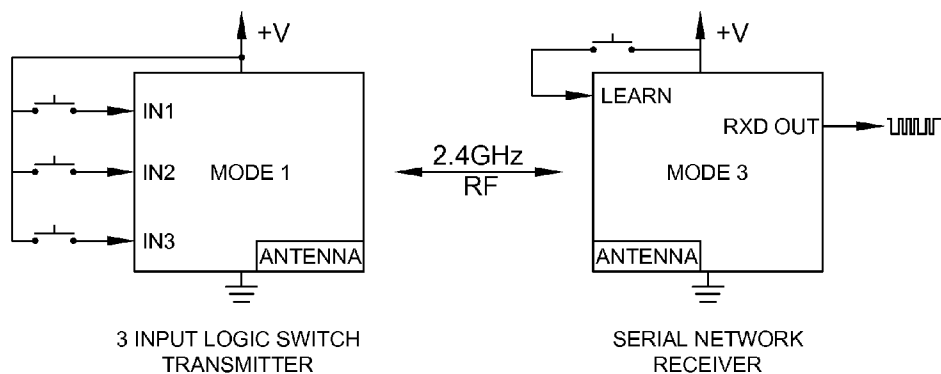 +V
IN1
IN2
IN3
MODE 1
ANTENNA
3 INPUT LOGIC SWITCH
TRANSMITTER
2.4GHz
RF
+V
LEARN
RXD OUT
MODE 3
ANTENNA
SERIAL NETWORK
RECEIVER